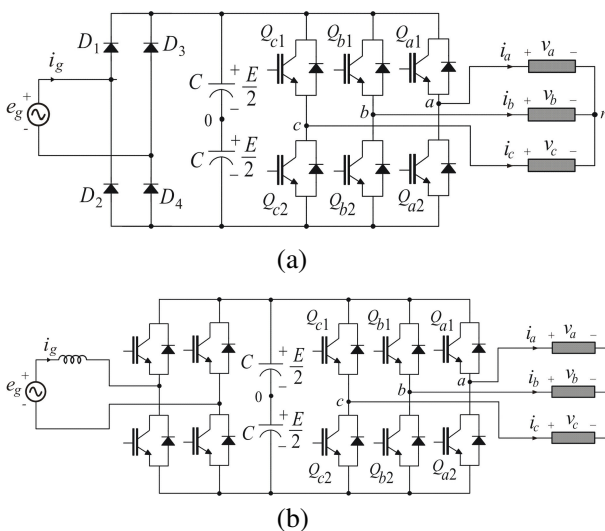 D1 D3
ig
eg + -
D2 D4
C + E/2 -
0
C + E/2 -
Qc1 Qb1 Qa1
a
b
c
Qc2 Qb2 Qa2
ia + va -
ib + vb - n
ic + vc -
(a)
ig
eg + -
C + E/2 -
0
C + E/2 -
Qc1 Qb1 Qa1
a
b
c
Qc2 Qb2 Qa2
ia + va -
ib + vb -
ic + vc -
(b)